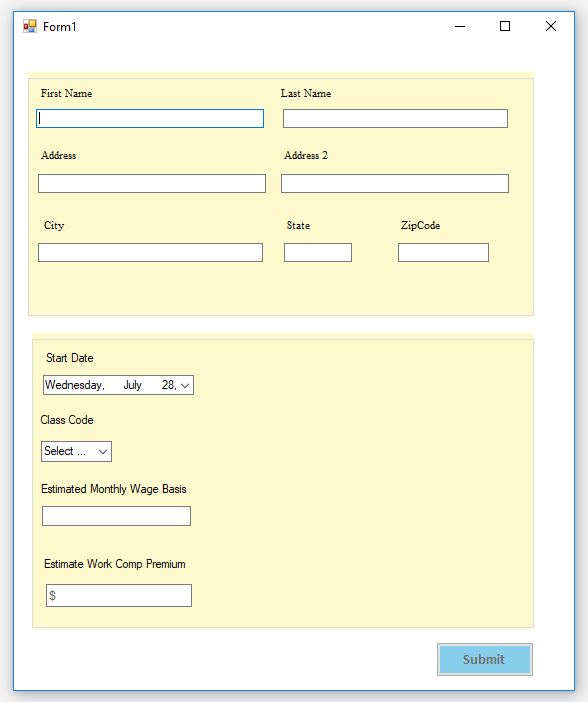 Form1
First Name Last Name
Address Address 2
City State ZipCode
Start Date
Wednesday, July 28,
Class Code
Select ...
Estimated Monthly Wage Basis
Estimate Work Comp Premium
$
Submit